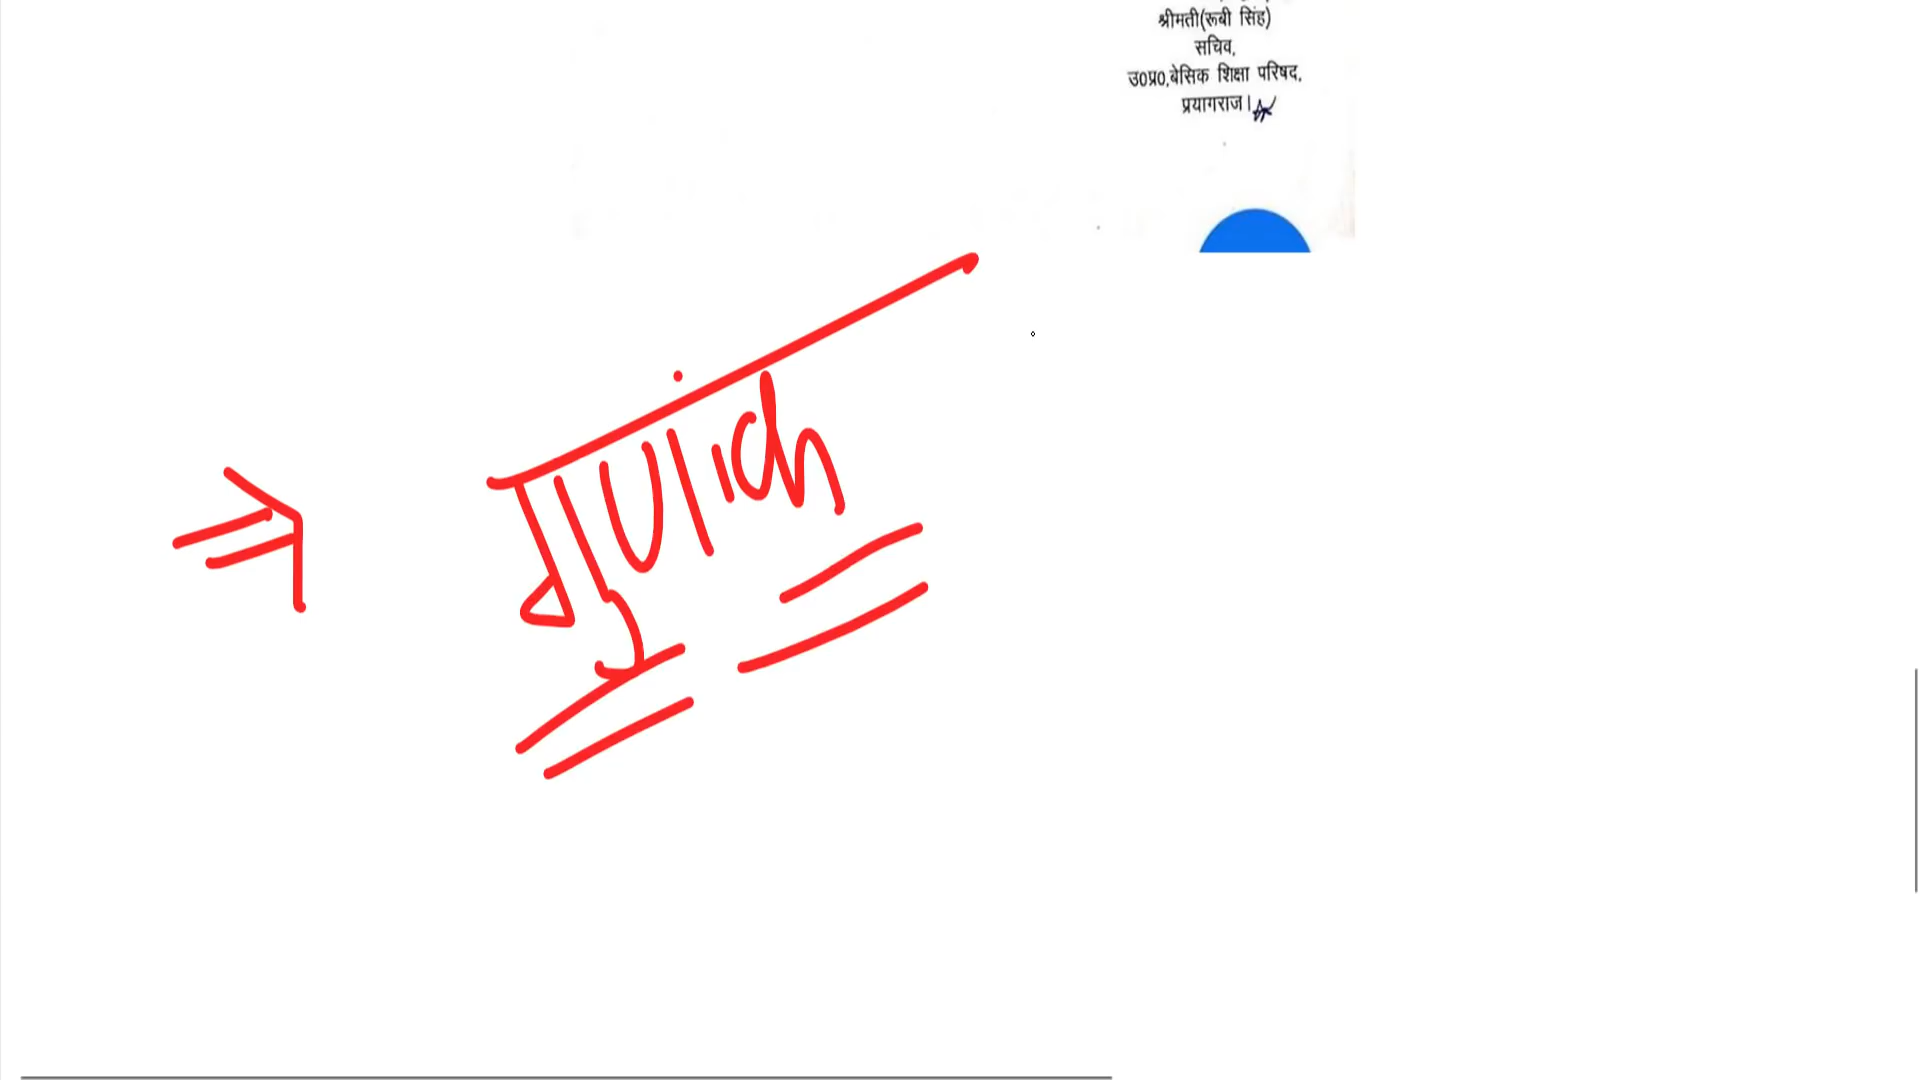 श्रीमती(रूबी सिंह)
सचिव,
उ0प्र0,बेसिक शिक्षा परिषद,
प्रयागराज।
⇒ गुणांक